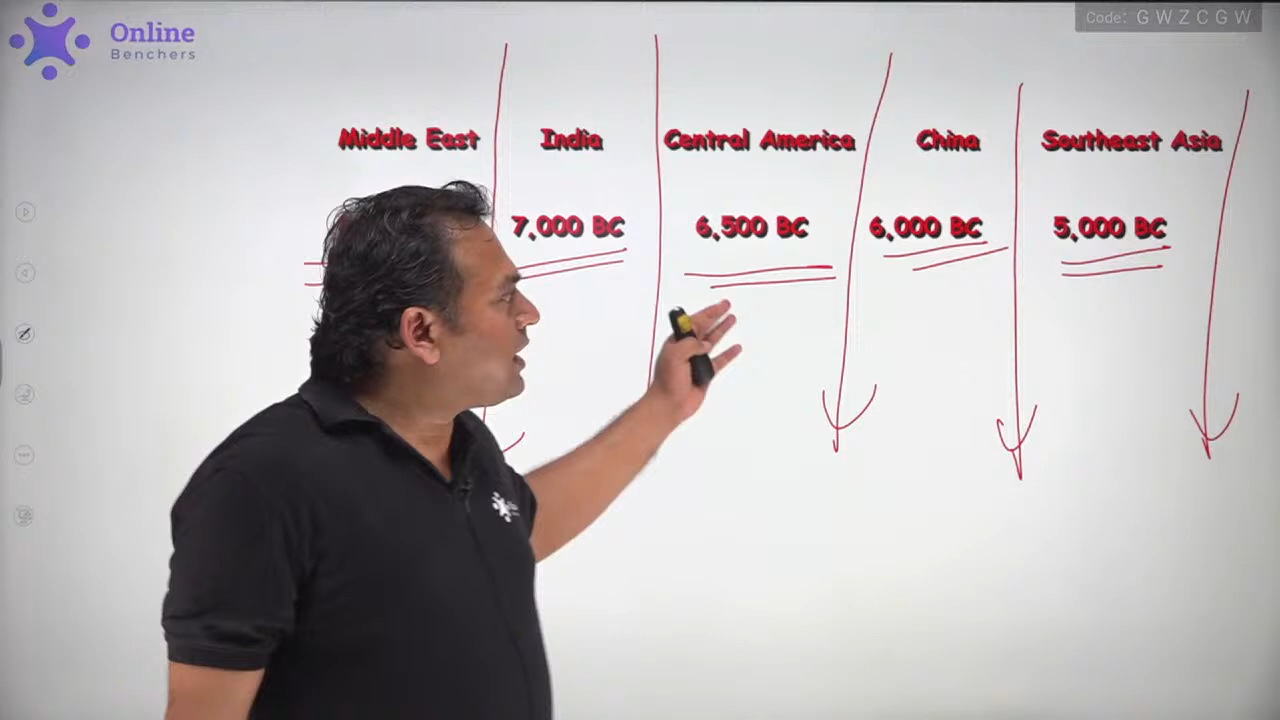 Online
Benchers
Code: G W Z C G W
Middle East India Central America China Southeast Asia
7,000 BC 6,500 BC 6,000 BC 5,000 BC